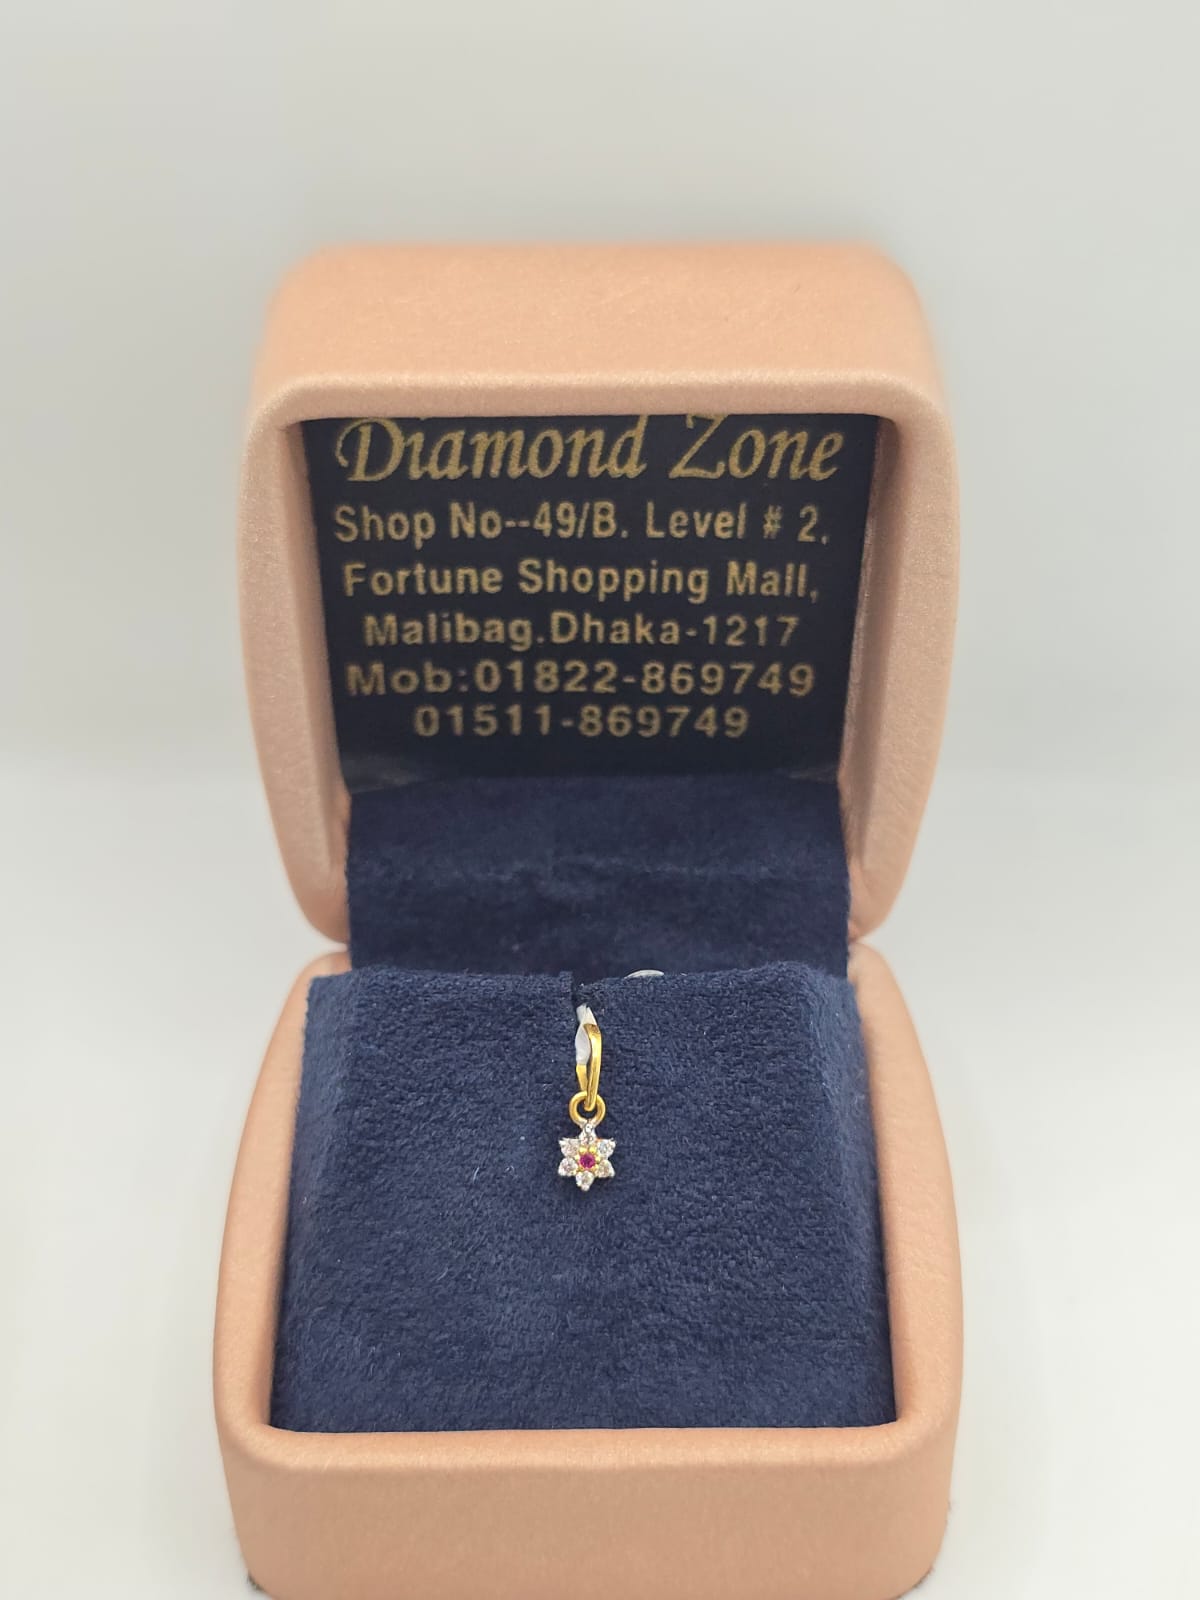 Diamond Zone
Shop No--49/B. Level # 2.
Fortune Shopping Mall,
Malibag.Dhaka-1217
Mob:01822-869749
01511-869749